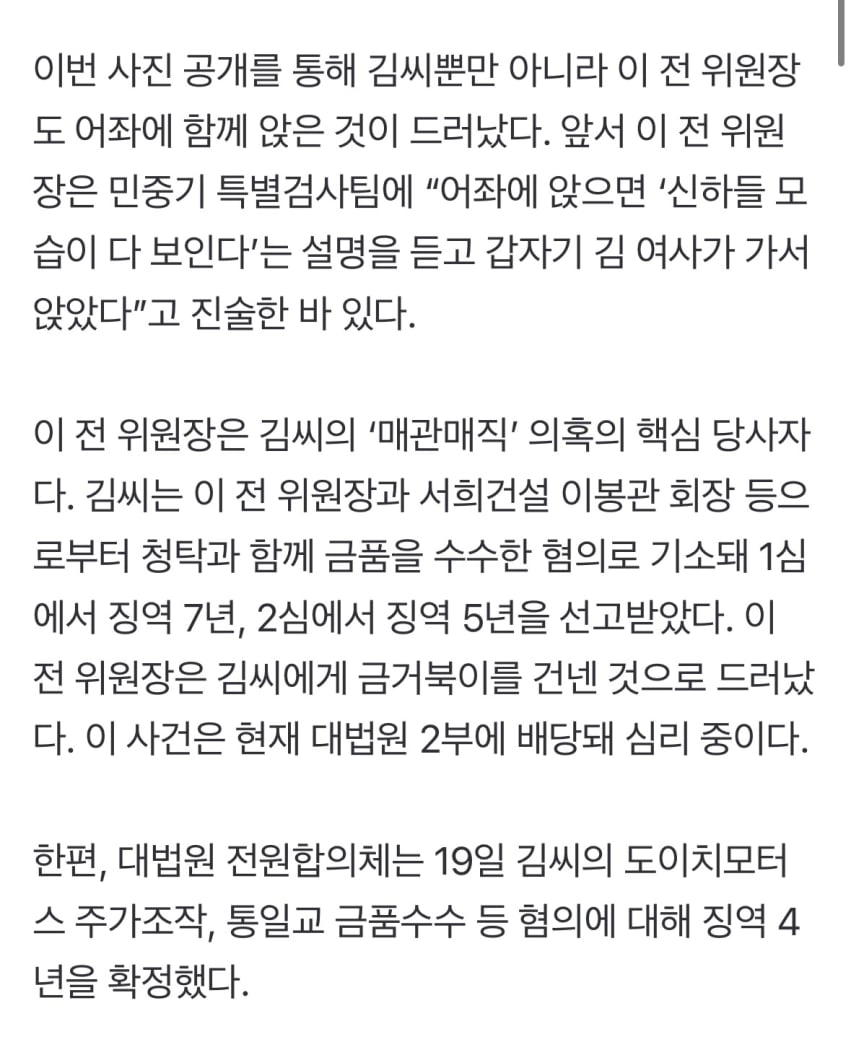 이번 사진 공개를 통해 김씨뿐만 아니라 이 전 위원장
도 어좌에 함께 앉은 것이 드러났다. 앞서 이 전 위원
장은 민중기 특별검사팀에 “어좌에 앉으면 ‘신하들 모
습이 다 보인다’는 설명을 듣고 갑자기 김 여사가 가서
앉았다”고 진술한 바 있다.
이 전 위원장은 김씨의 ‘매관매직’ 의혹의 핵심 당사자
다. 김씨는 이 전 위원장과 서희건설 이봉관 회장 등으
로부터 청탁과 함께 금품을 수수한 혐의로 기소돼 1심
에서 징역 7년, 2심에서 징역 5년을 선고받았다. 이
전 위원장은 김씨에게 금거북이를 건넨 것으로 드러났
다. 이 사건은 현재 대법원 2부에 배당돼 심리 중이다.
한편, 대법원 전원합의체는 19일 김씨의 도이치모터
스 주가조작, 통일교 금품수수 등 혐의에 대해 징역 4
년을 확정했다.